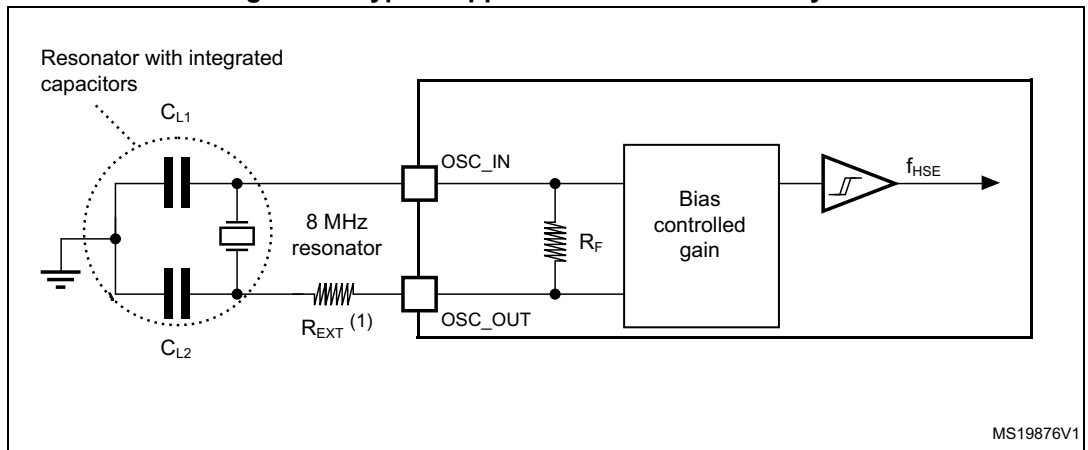 Resonator with integrated
capacitors
CL1
OSC_IN
fHSE
8 MHz
resonator
RF
Bias
controlled
gain
REXT (1)
OSC_OUT
CL2
MS19876V1